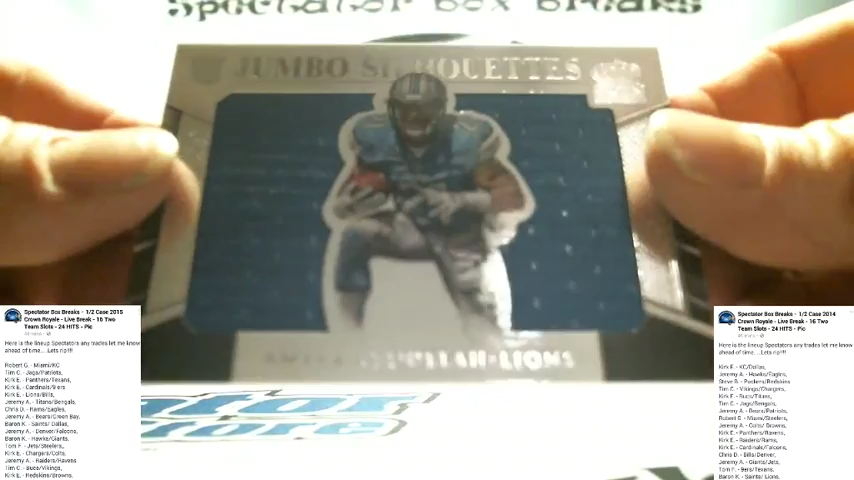 Spectator Box Breaks
JUMBO SILHOUETTES
ABDULLAH-LIONS
Spectator Box Breaks - 1/2 Case 2015
Crown Royale - Live Break - 16 Two
Team Slots - 24 HITS - Pic
Here is the lineup Spectators any trades let me know
ahead of time....Lets rip!!!!
Robert G. - Miami/KC
Tim C. - Jags/Patriots,
Kirk E. - Panthers/Texans,
Kirk E. - Cardinals/9ers
Kirk E. - Lions/Bills,
Jeremy A. - Titans/Bengals,
Chris D. - Rams/Eagles,
Jeremy A. - Bears/Green Bay,
Baron K. - Saints/ Dallas,
Jeremy A. - Denver/Falcons,
Baron K. - Hawks/Giants,
Tom F. - Jets/Steelers,
Kirk E. - Chargers/Colts,
Jeremy A. - Raiders/Ravens
Tim C. - Bucs/Vikings,
Kirk E. - Redskins/Browns,
Spectator Box Breaks - 1/2 Case 2014
Crown Royale - Live Break - 16 Two
Team Slots - 24 HITS - Pic
Here is the lineup Spectators any trades let me know
ahead of time....Lets rip!!!!
Kirk E. - KC/Dallas,
Jeremy A. - Hawks/Eagles,
Steve B. - Packers/Redskins
Tim C. - Vikings/Chargers,
Kirk E. - Bucs/Titans,
Tim C. - Jags/Bengals,
Jeremy A. - Bears/Patriots,
Robert G. - Miami/Steelers,
Jeremy A. - Colts/ Browns,
Kirk E. - Panthers/Ravens,
Kirk E. - Raiders/Rams,
Kirk E. - Cardinals/Falcons,
Chris D. - Bills/Denver,
Jeremy A. - Giants/Jets,
Tom F. - 9ers/Texans,
Baron K. - Saints/ Lions,